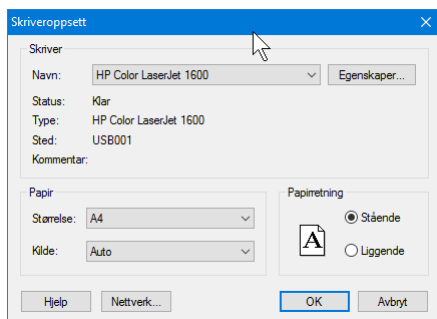 Skriveroppsett
Skriver
Navn: HP Color LaserJet 1600 Egenskaper...
Status: Klar
Type: HP Color LaserJet 1600
Sted: USB001
Kommentar:
Papir
Størrelse: A4
Kilde: Auto
Papirretning
A
Stående
Liggende
Hjelp Nettverk... OK Avbryt